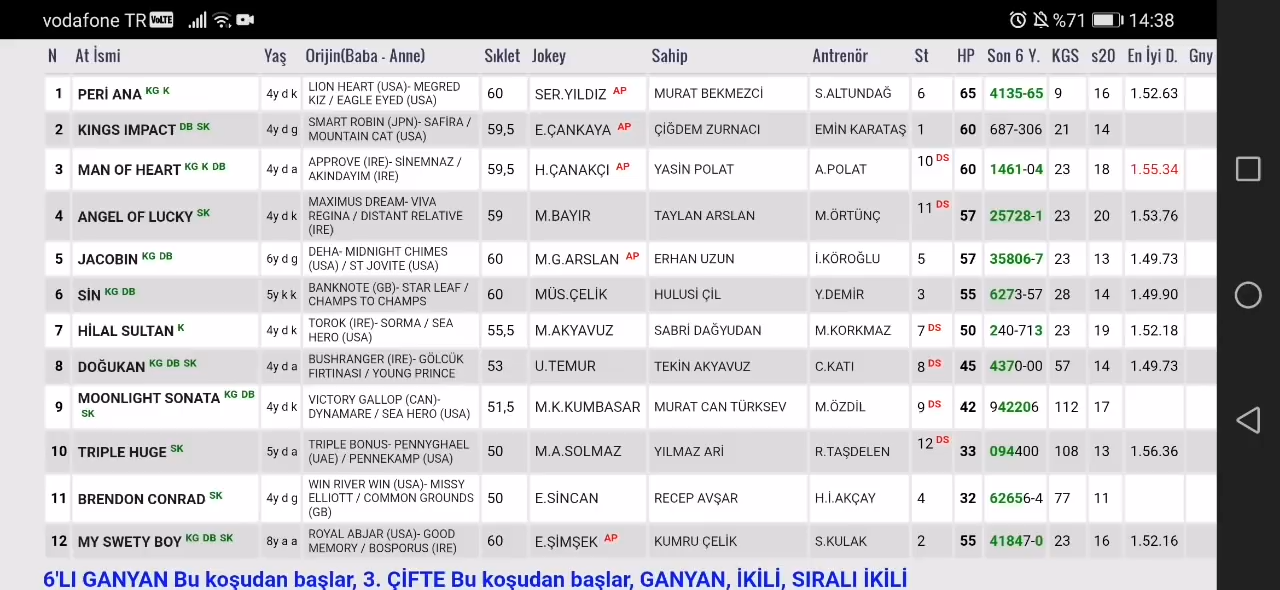 vodafone TR VoLTE %71 14:38
N At İsmi Yaş Orijin(Baba - Anne) Sıklet Jokey Sahip Antrenör St HP Son 6 Y. KGS s20 En İyi D. Gny
1 PERİ ANA KG K 4y d k LION HEART (USA)- MEGRED KIZ / EAGLE EYED (USA) 60 SER.YILDIZ AP MURAT BEKMEZCİ S.ALTUNDAĞ 6 65 4135-65 9 16 1.52.63
2 KINGS IMPACT DB SK 4y d g SMART ROBIN (JPN)- SAFİRA / MOUNTAIN CAT (USA) 59,5 E.ÇANKAYA AP ÇİĞDEM ZURNACI EMİN KARATAŞ 1 60 687-306 21 14
3 MAN OF HEART KG K DB 4y d a APPROVE (IRE)- SİNEMNAZ / AKINDAYIM (IRE) 59,5 H.ÇANAKÇI AP YASİN POLAT A.POLAT 10 DS 60 1461-04 23 18 1.55.34
4 ANGEL OF LUCKY SK 4y d k MAXIMUS DREAM- VIVA REGINA / DISTANT RELATIVE (IRE) 59 M.BAYIR TAYLAN ARSLAN M.ÖRTÜNÇ 11 DS 57 25728-1 23 20 1.53.76
5 JACOBIN KG DB 6y d g DEHA- MIDNIGHT CHIMES (USA) / ST JOVITE (USA) 60 M.G.ARSLAN AP ERHAN UZUN İ.KÖROĞLU 5 57 35806-7 23 13 1.49.73
6 SİN KG DB 5y k k BANKNOTE (GB)- STAR LEAF / CHAMPS TO CHAMPS 60 MÜS.ÇELİK HULUSİ ÇİL Y.DEMİR 3 55 6273-57 28 14 1.49.90
7 HİLAL SULTAN K 4y d k TOROK (IRE)- SORMA / SEA HERO (USA) 55,5 M.AKYAVUZ SABRİ DAĞYUDAN M.KORKMAZ 7 DS 50 240-713 23 19 1.52.18
8 DOĞUKAN KG DB SK 4y d a BUSHRANGER (IRE)- GÖLCÜK FIRTINASI / YOUNG PRINCE 53 U.TEMUR TEKİN AKYAVUZ C.KATI 8 DS 45 4370-00 57 14 1.49.73
9 MOONLIGHT SONATA KG DB SK 4y d k VICTORY GALLOP (CAN)- DYNAMARE / SEA HERO (USA) 51,5 M.K.KUMBASAR MURAT CAN TÜRKSEV M.ÖZDİL 9 DS 42 942206 112 17
10 TRIPLE HUGE SK 5y d a TRIPLE BONUS- PENNYGHAEL (UAE) / PENNEKAMP (USA) 50 M.A.SOLMAZ YILMAZ ARİ R.TAŞDELEN 12 DS 33 094400 108 13 1.56.36
11 BRENDON CONRAD SK 4y d g WIN RIVER WIN (USA)- MISSY ELLIOTT / COMMON GROUNDS (GB) 50 E.SİNCAN RECEP AVŞAR H.İ.AKÇAY 4 32 62656-4 77 11
12 MY SWETY BOY KG DB SK 8y a a ROYAL ABJAR (USA)- GOOD MEMORY / BOSPORUS (IRE) 60 E.ŞİMŞEK AP KUMRU ÇELİK S.KULAK 2 55 41847-0 23 16 1.52.16
6'LI GANYAN Bu koşudan başlar, 3. ÇİFTE Bu koşudan başlar, GANYAN, İKİLİ, SIRALI İKİLİ